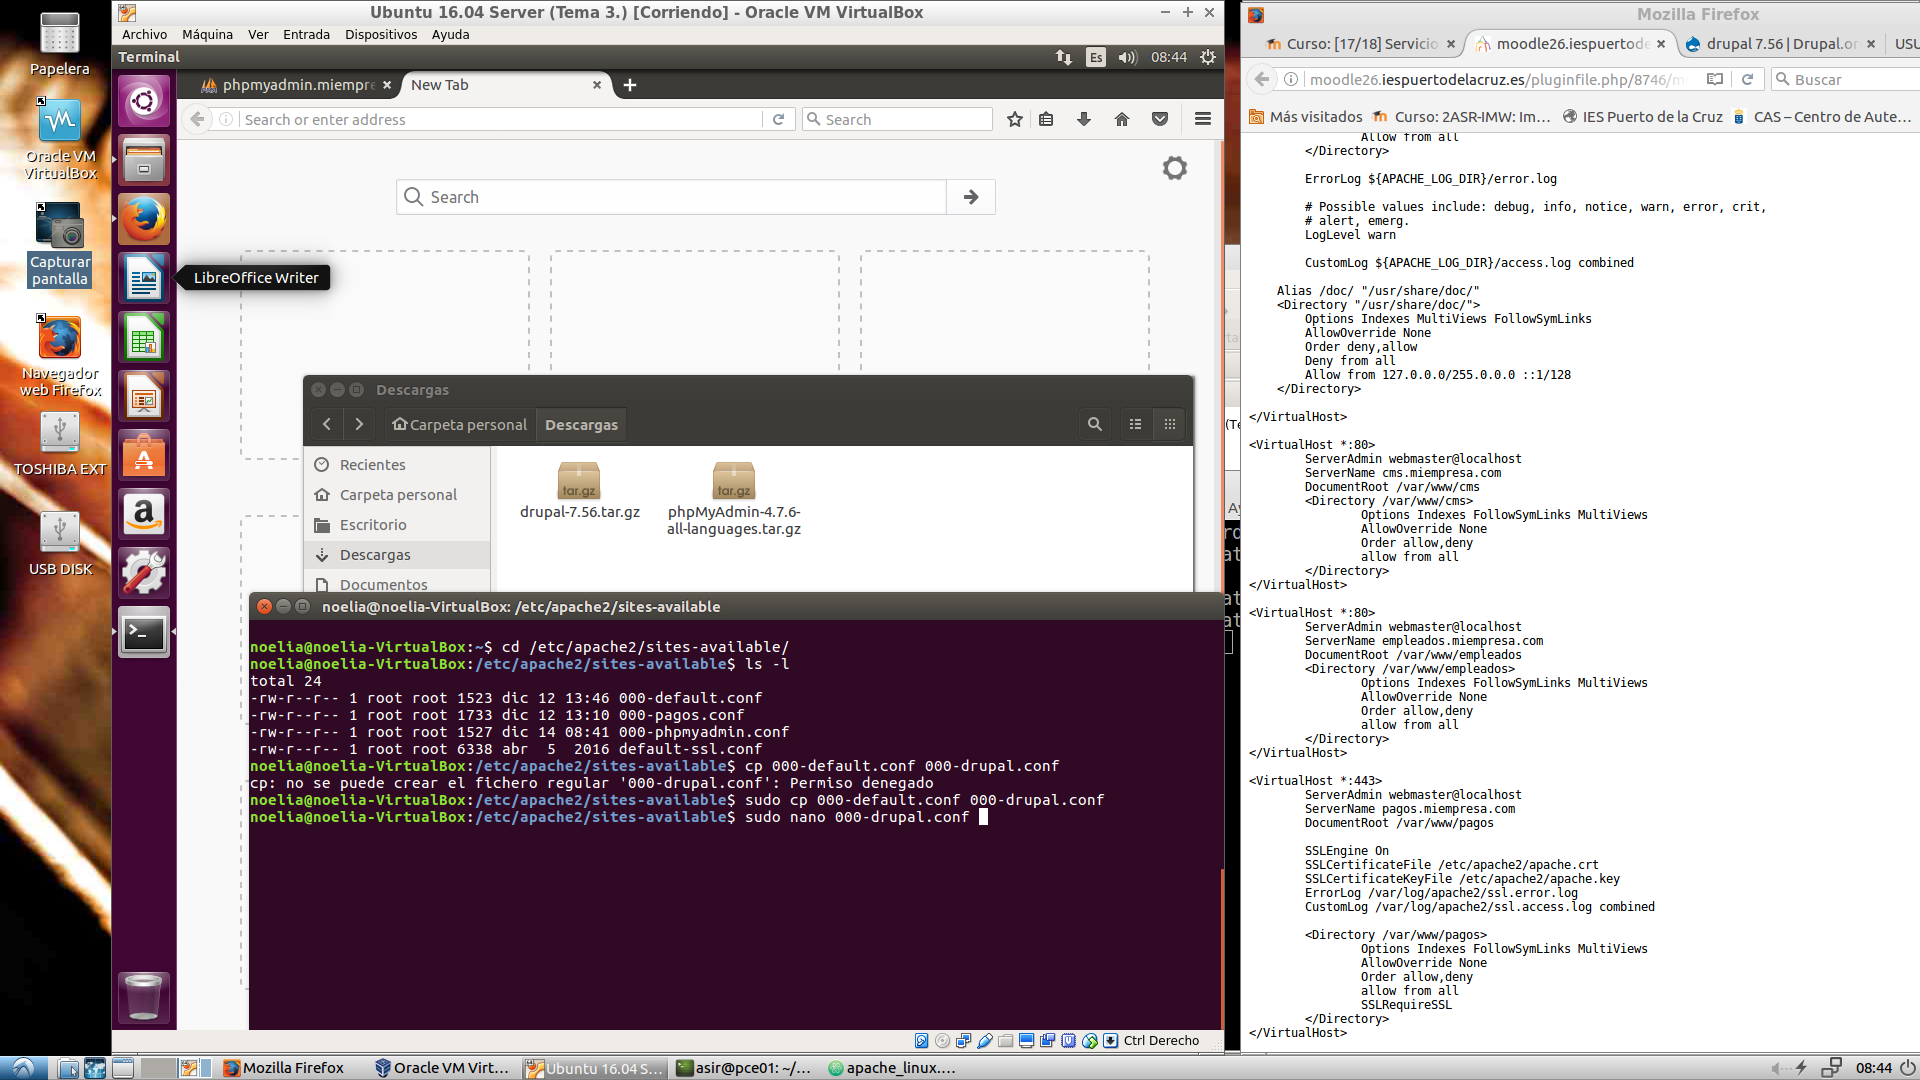 Papelera
Oracle VM
VirtualBox
Capturar
pantalla
Navegador
web Firefox
TOSHIBA EXT
USB DISK
Ubuntu 16.04 Server (Tema 3.) [Corriendo] - Oracle VM VirtualBox
Archivo Máquina Ver Entrada Dispositivos Ayuda
Terminal
Es
08:44
phpmyadmin.miempre
New Tab
Search or enter address
Search
Search
LibreOffice Writer
Descargas
Carpeta personal
Descargas
Recientes
Carpeta personal
Escritorio
Descargas
Documentos
tar.gz
drupal-7.56.tar.gz
tar.gz
phpMyAdmin-4.7.6-
all-languages.tar.gz
noelia@noelia-VirtualBox: /etc/apache2/sites-available
noelia@noelia-VirtualBox:~$ cd /etc/apache2/sites-available/
noelia@noelia-VirtualBox:/etc/apache2/sites-available$ ls -l
total 24
-rw-r--r-- 1 root root 1523 dic 12 13:46 000-default.conf
-rw-r--r-- 1 root root 1733 dic 12 13:10 000-pagos.conf
-rw-r--r-- 1 root root 1527 dic 14 08:41 000-phpmyadmin.conf
-rw-r--r-- 1 root root 6338 abr  5  2016 default-ssl.conf
noelia@noelia-VirtualBox:/etc/apache2/sites-available$ cp 000-default.conf 000-drupal.conf
cp: no se puede crear el fichero regular '000-drupal.conf': Permiso denegado
noelia@noelia-VirtualBox:/etc/apache2/sites-available$ sudo cp 000-default.conf 000-drupal.conf
noelia@noelia-VirtualBox:/etc/apache2/sites-available$ sudo nano 000-drupal.conf
Ctrl Derecho
Mozilla Firefox
Curso: [17/18] Servicio
moodle26.iespuertode
drupal 7.56 | Drupal.or
USU
moodle26.iespuertodelacruz.es/pluginfile.php/8746/m
Buscar
Más visitados
Curso: 2ASR-IMW: Im...
IES Puerto de la Cruz
CAS – Centro de Aute...
Allow from all
</Directory>
ErrorLog ${APACHE_LOG_DIR}/error.log
# Possible values include: debug, info, notice, warn, error, crit,
# alert, emerg.
LogLevel warn
CustomLog ${APACHE_LOG_DIR}/access.log combined
Alias /doc/ "/usr/share/doc/"
<Directory "/usr/share/doc/">
Options Indexes MultiViews FollowSymLinks
AllowOverride None
Order deny,allow
Deny from all
Allow from 127.0.0.0/255.0.0.0 ::1/128
</Directory>
</VirtualHost>
<VirtualHost *:80>
ServerAdmin webmaster@localhost
ServerName cms.miempresa.com
DocumentRoot /var/www/cms
<Directory /var/www/cms>
Options Indexes FollowSymLinks MultiViews
AllowOverride None
Order allow,deny
allow from all
</Directory>
</VirtualHost>
<VirtualHost *:80>
ServerAdmin webmaster@localhost
ServerName empleados.miempresa.com
DocumentRoot /var/www/empleados
<Directory /var/www/empleados>
Options Indexes FollowSymLinks MultiViews
AllowOverride None
Order allow,deny
allow from all
</Directory>
</VirtualHost>
<VirtualHost *:443>
ServerAdmin webmaster@localhost
ServerName pagos.miempresa.com
DocumentRoot /var/www/pagos
SSLEngine On
SSLCertificateFile /etc/apache2/apache.crt
SSLCertificateKeyFile /etc/apache2/apache.key
ErrorLog /var/log/apache2/ssl.error.log
CustomLog /var/log/apache2/ssl.access.log combined
<Directory /var/www/pagos>
Options Indexes FollowSymLinks MultiViews
AllowOverride None
Order allow,deny
allow from all
SSLRequireSSL
</Directory>
</VirtualHost>
Mozilla Firefox
Oracle VM Virt...
Ubuntu 16.04 S...
asir@pce01: ~/...
apache_linux....
08:44